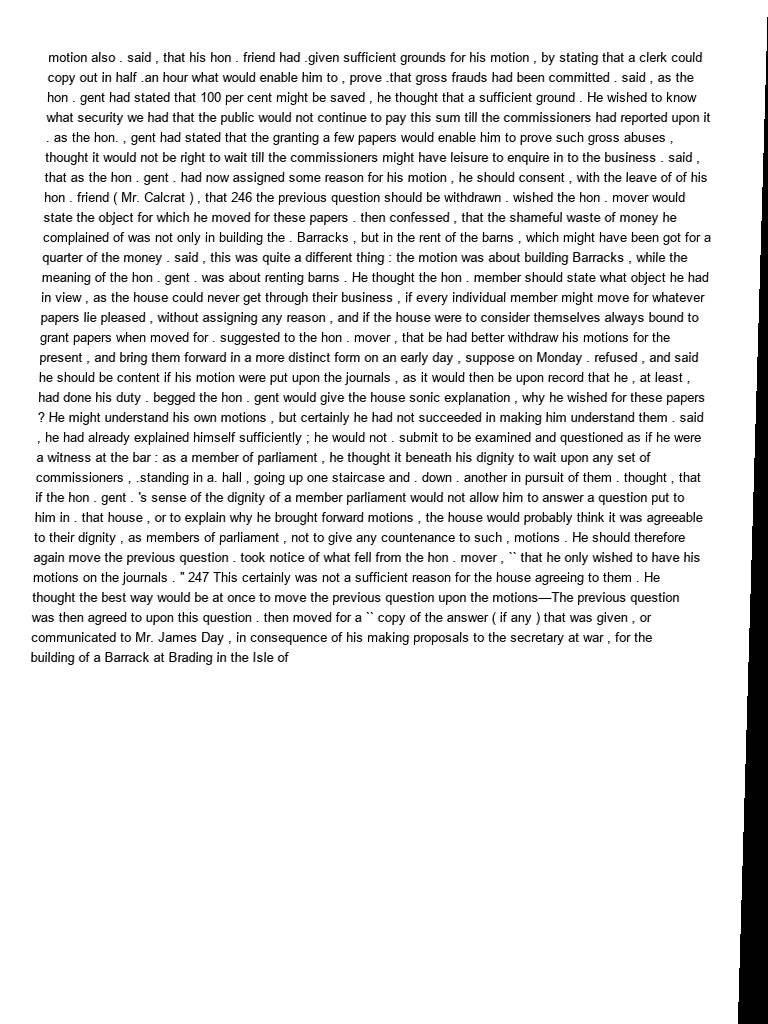 motion also . said , that his hon . friend had .given sufficient grounds for his motion , by stating that a clerk could
copy out in half .an hour what would enable him to , prove .that gross frauds had been committed . said , as the
hon . gent had stated that 100 per cent might be saved , he thought that a sufficient ground . He wished to know
what security we had that the public would not continue to pay this sum till the commissioners had reported upon it
. as the hon. , gent had stated that the granting a few papers would enable him to prove such gross abuses ,
thought it would not be right to wait till the commissioners might have leisure to enquire in to the business . said ,
that as the hon . gent . had now assigned some reason for his motion , he should consent , with the leave of of his
hon . friend ( Mr. Calcrat ) , that 246 the previous question should be withdrawn . wished the hon . mover would
state the object for which he moved for these papers . then confessed , that the shameful waste of money he
complained of was not only in building the . Barracks , but in the rent of the barns , which might have been got for a
quarter of the money . said , this was quite a different thing : the motion was about building Barracks , while the
meaning of the hon . gent . was about renting barns . He thought the hon . member should state what object he had
in view , as the house could never get through their business , if every individual member might move for whatever
papers lie pleased , without assigning any reason , and if the house were to consider themselves always bound to
grant papers when moved for . suggested to the hon . mover , that be had better withdraw his motions for the
present , and bring them forward in a more distinct form on an early day , suppose on Monday . refused , and said
he should be content if his motion were put upon the journals , as it would then be upon record that he , at least ,
had done his duty . begged the hon . gent would give the house sonic explanation , why he wished for these papers
? He might understand his own motions , but certainly he had not succeeded in making him understand them . said
, he had already explained himself sufficiently ; he would not . submit to be examined and questioned as if he were
a witness at the bar : as a member of parliament , he thought it beneath his dignity to wait upon any set of
commissioners , .standing in a. hall , going up one staircase and . down . another in pursuit of them . thought , that
if the hon . gent . 's sense of the dignity of a member parliament would not allow him to answer a question put to
him in . that house , or to explain why he brought forward motions , the house would probably think it was agreeable
to their dignity , as members of parliament , not to give any countenance to such , motions . He should therefore
again move the previous question . took notice of what fell from the hon . mover , `` that he only wished to have his
motions on the journals . '' 247 This certainly was not a sufficient reason for the house agreeing to them . He
thought the best way would be at once to move the previous question upon the motions—The previous question
was then agreed to upon this question . then moved for a `` copy of the answer ( if any ) that was given , or
communicated to Mr. James Day , in consequence of his making proposals to the secretary at war , for the
building of a Barrack at Brading in the Isle of